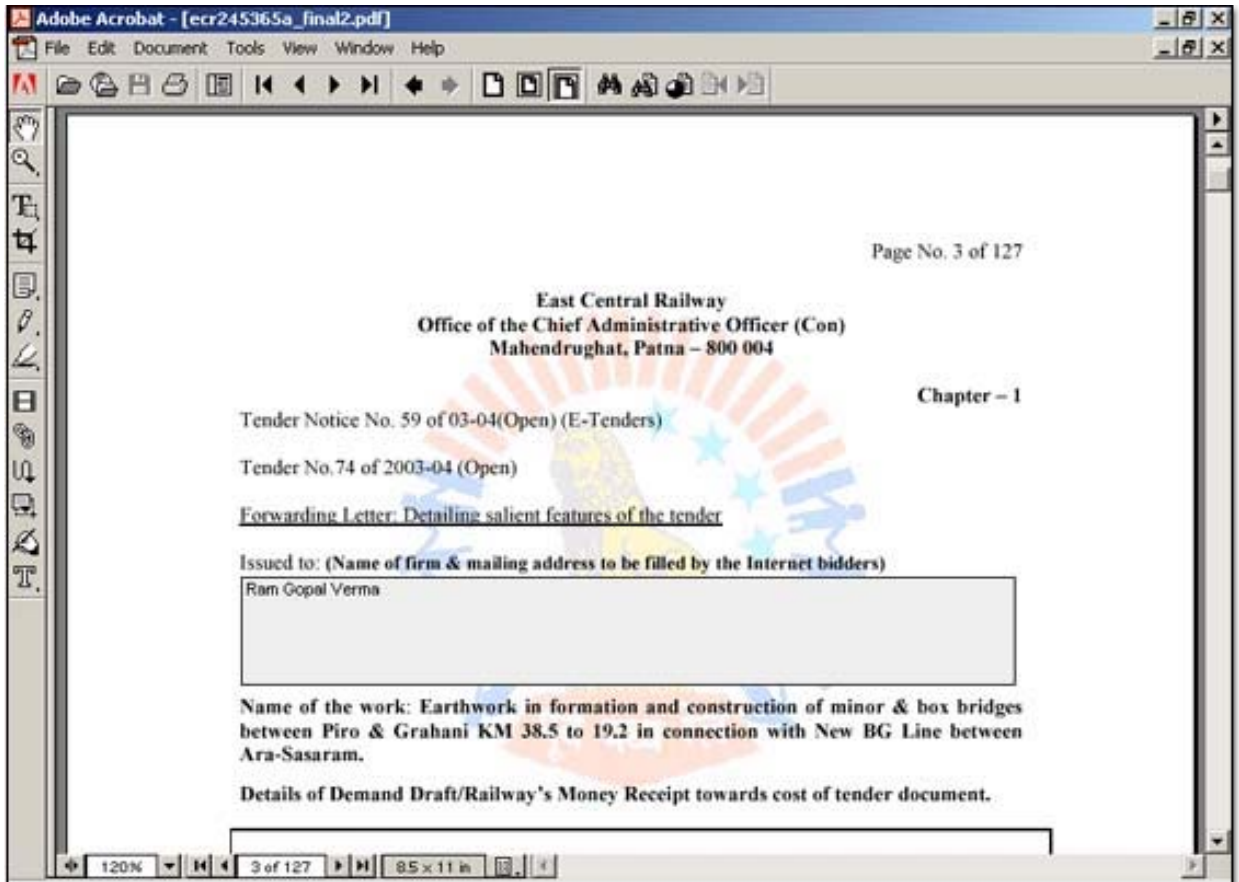 Adobe Acrobat - [ecr245365a_final2.pdf]
File Edit Document Tools View Window Help
Page No. 3 of 127
East Central Railway
Office of the Chief Administrative Officer (Con)
Mahendrughat, Patna – 800 004
Chapter – 1
Tender Notice No. 59 of 03-04(Open) (E-Tenders)
Tender No.74 of 2003-04 (Open)
Forwarding Letter: Detailing salient features of the tender
Issued to: (Name of firm & mailing address to be filled by the Internet bidders)
Ram Gopal Verma
Name of the work: Earthwork in formation and construction of minor & box bridges
between Piro & Grahani KM 38.5 to 19.2 in connection with New BG Line between
Ara-Sasaram.
Details of Demand Draft/Railway's Money Receipt towards cost of tender document.
120% 3 of 127 8.5 x 11 in